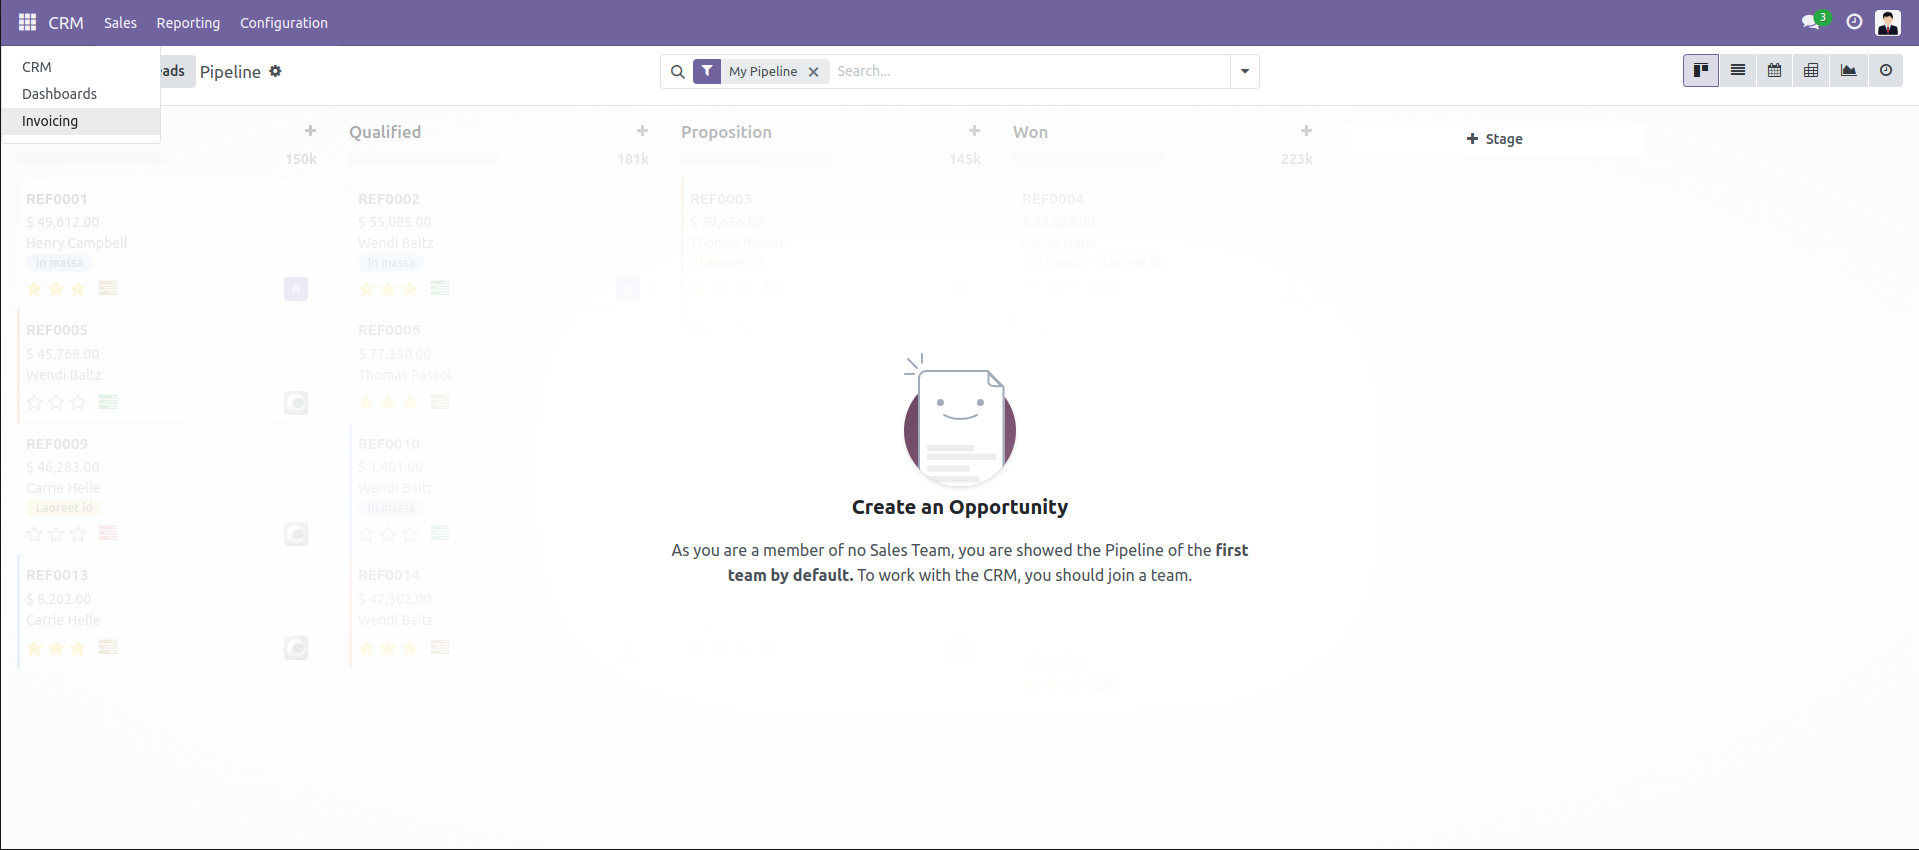 CRM Sales Reporting Configuration 3
CRM
Dashboards
Invoicing
eads Pipeline My Pipeline Search...
Qualified Proposition Won Stage
150k 181k 145k 223k
REF0001 REF0002 REF0003 REF0004
$ 49,612.00 $ 55,085.00 $ 39,656.00 $ 89,689.00
Henry Campbell Wendi Baltz Thomas Passot Carrie Helle
In massa In massa Laoreet id In massa Laoreet id
A A
REF0005 REF0006
$ 45,768.00 $ 77,350.00
Wendi Baltz Thomas Passot
REF0009 REF0010
$ 46,283.00 $ 1,401.00
Carrie Helle Wendi Baltz
Laoreet id In massa
Create an Opportunity
As you are a member of no Sales Team, you are showed the Pipeline of the first
team by default. To work with the CRM, you should join a team.
REF0013 REF0014
$ 8,202.00 $ 47,302.00
Carrie Helle Wendi Baltz